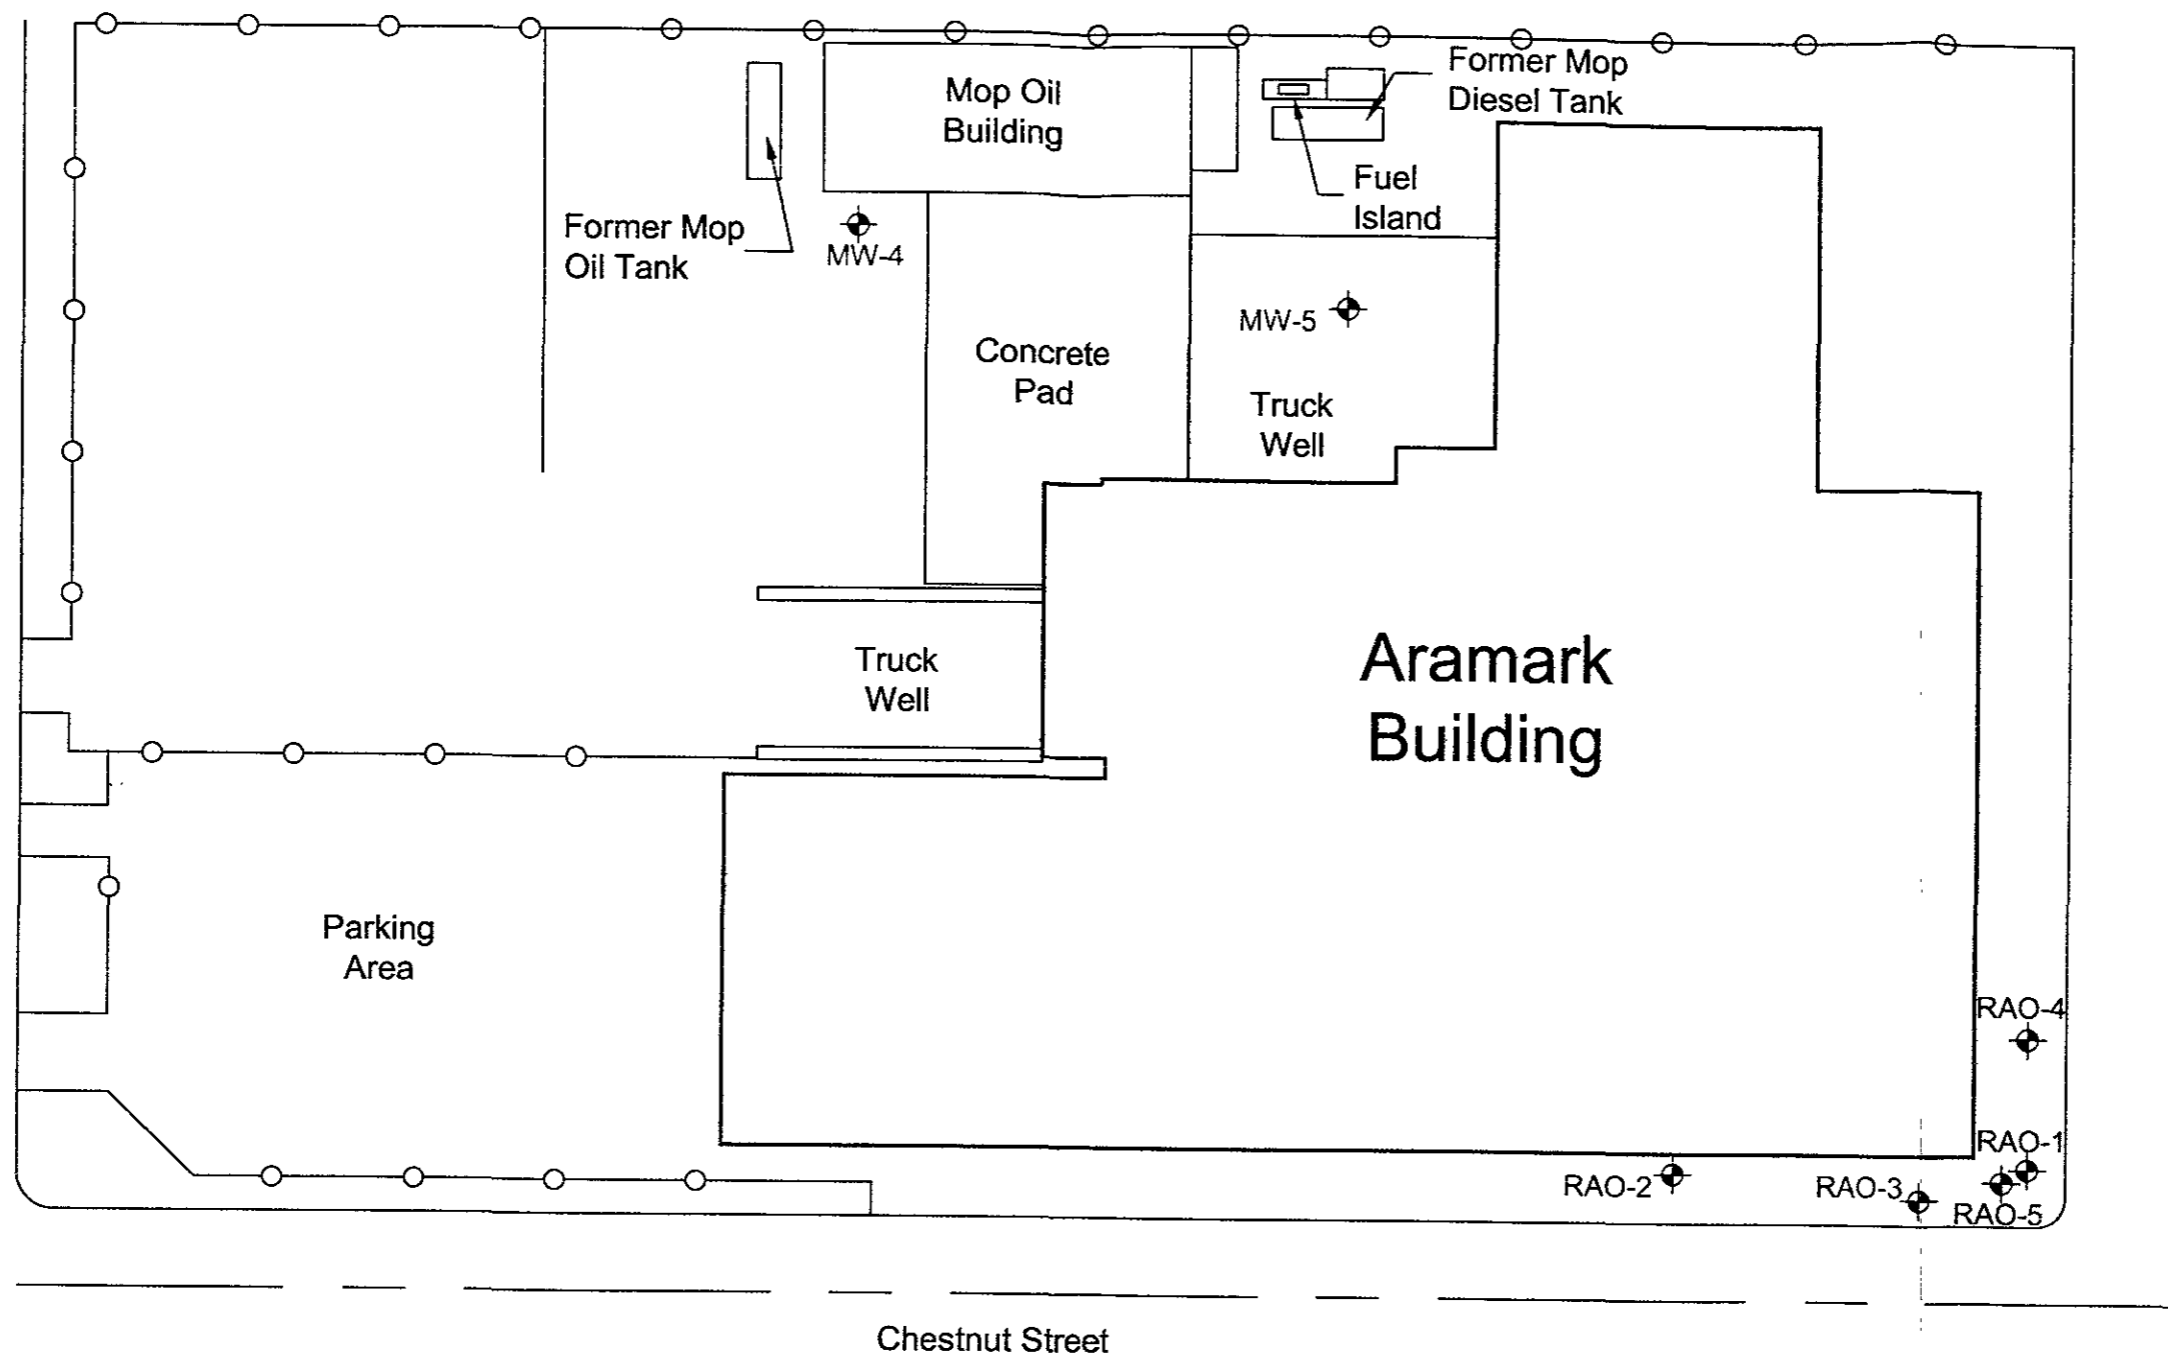 Mop Oil
Building
Former Mop
Diesel Tank
Fuel
Island
Former Mop
Oil Tank
MW-4
MW-5
Concrete
Pad
Truck
Well
Truck
Well
Aramark
Building
Parking
Area
RAO-4
RAO-1
RAO-2
RAO-3
RAO-5
Chestnut Street